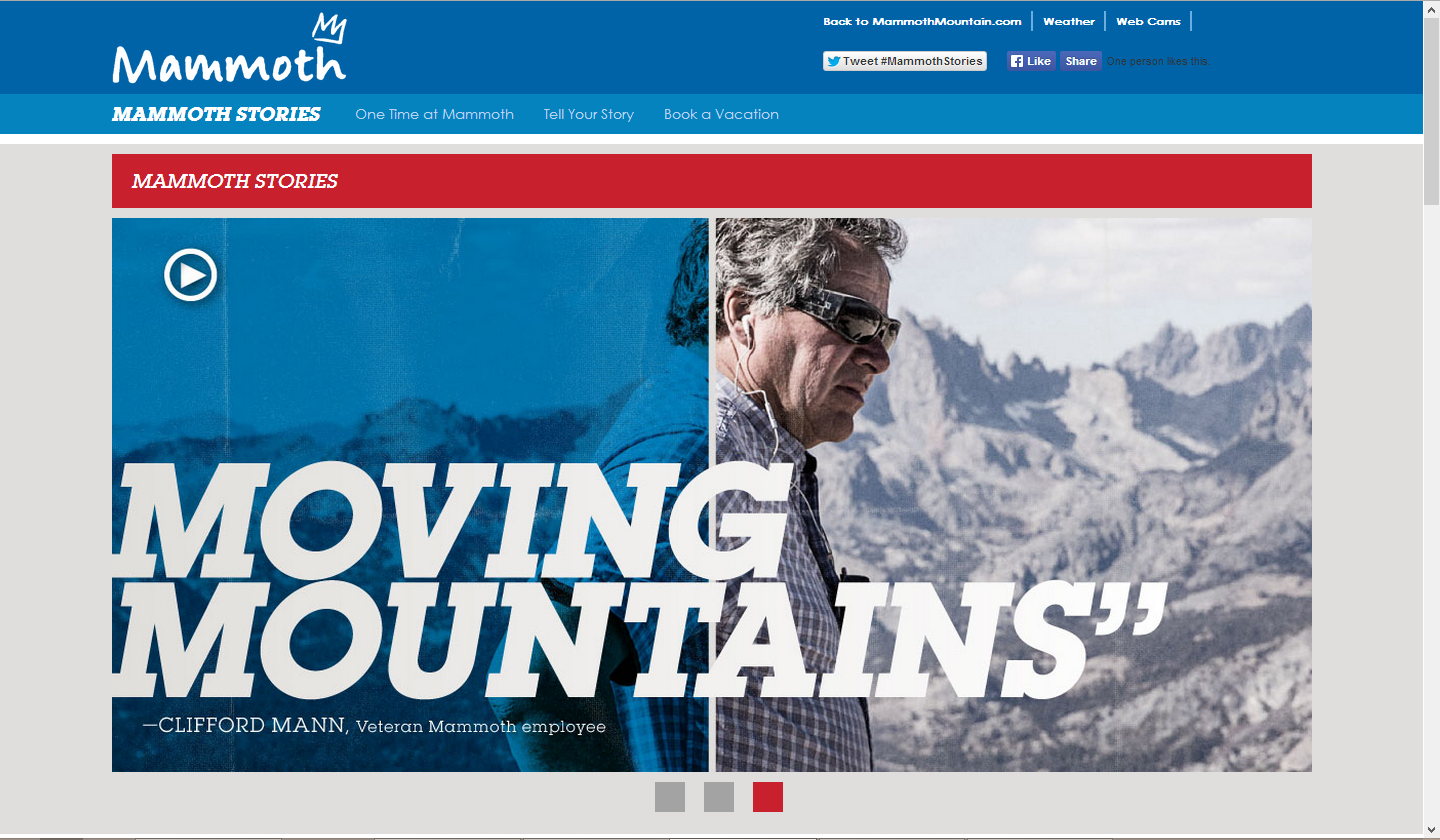 Mammoth
Back to MammothMountain.com
Weather
Web Cams
Tweet #MammothStories
Like
Share
One person likes this.
MAMMOTH STORIES
One Time at Mammoth
Tell Your Story
Book a Vacation
MAMMOTH STORIES
MOVING
MOUNTAINS”
—CLIFFORD MANN, Veteran Mammoth employee